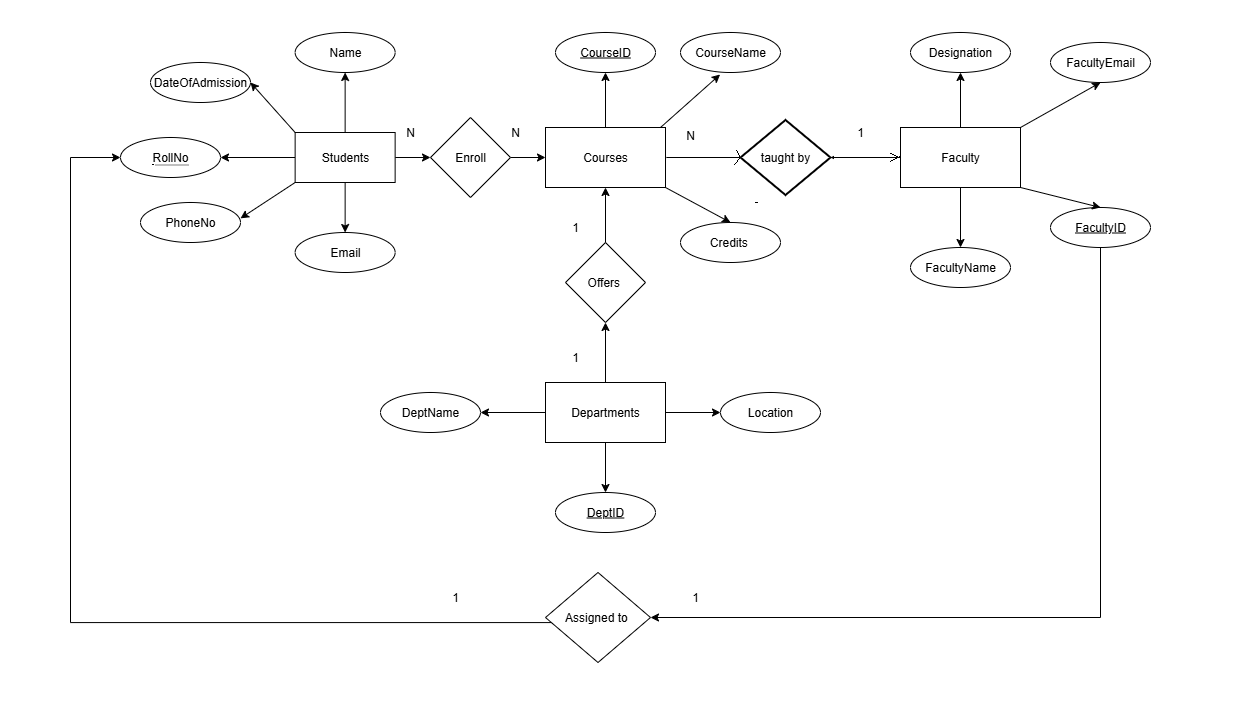 Name
CourseID
CourseName
Designation
FacultyEmail
DateOfAdmission
N
N
N
1
RollNo
Students
Enroll
Courses
taught by
Faculty
-
PhoneNo
Email
1
Credits
FacultyID
FacultyName
Offers
1
DeptName
Departments
Location
DeptID
1
1
Assigned to